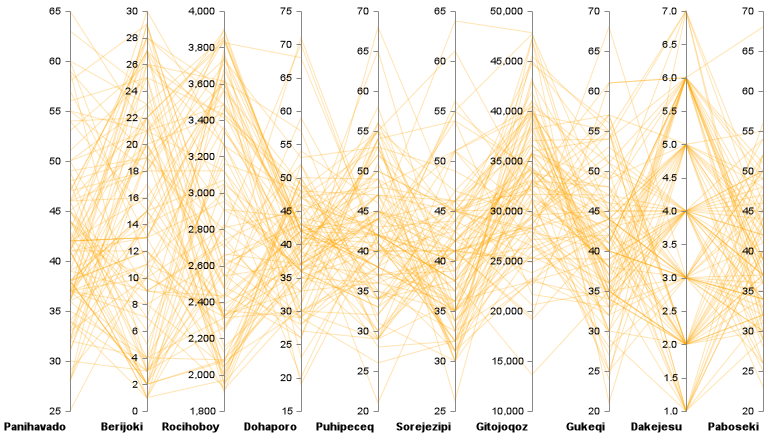 65 60 55 50 45 40 35 30 25 Panihavado
30 28 26 24 22 20 18 16 14 12 10 8 6 4 2 0 Berijoki
4,000 3,800 3,600 3,400 3,200 3,000 2,800 2,600 2,400 2,200 2,000 1,800 Rocihoboy
75 70 65 60 55 50 45 40 35 30 25 20 15 Dohaporo
70 65 60 55 50 45 40 35 30 25 20 Puhipeceq
65 60 55 50 45 40 35 30 25 Sorejezipi
50,000 45,000 40,000 35,000 30,000 25,000 20,000 15,000 10,000 Gitojoqoz
70 65 60 55 50 45 40 35 30 25 20 Gukeqi
7.0 6.5 6.0 5.5 5.0 4.5 4.0 3.5 3.0 2.5 2.0 1.5 1.0 Dakejesu
70 65 60 55 50 45 40 35 30 25 20 Paboseko